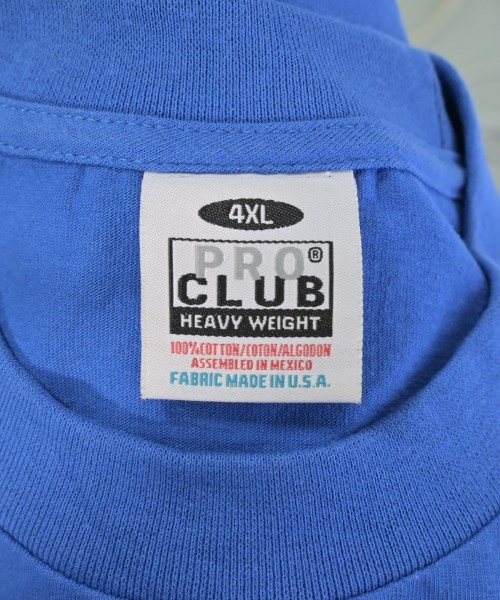 4XL
PRO®
CLUB
HEAVY WEIGHT
100%COTTON/COTON/ALGODON
ASSEMBLED IN MEXICO
FABRIC MADE IN U.S.A.